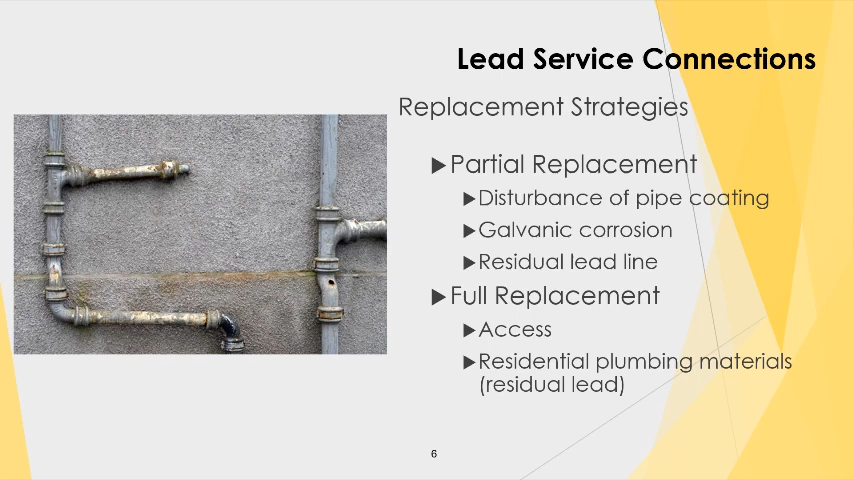 Lead Service Connections
Replacement Strategies
▶Partial Replacement
▶Disturbance of pipe coating
▶Galvanic corrosion
▶Residual lead line
▶Full Replacement
▶Access
▶Residential plumbing materials
(residual lead)
6